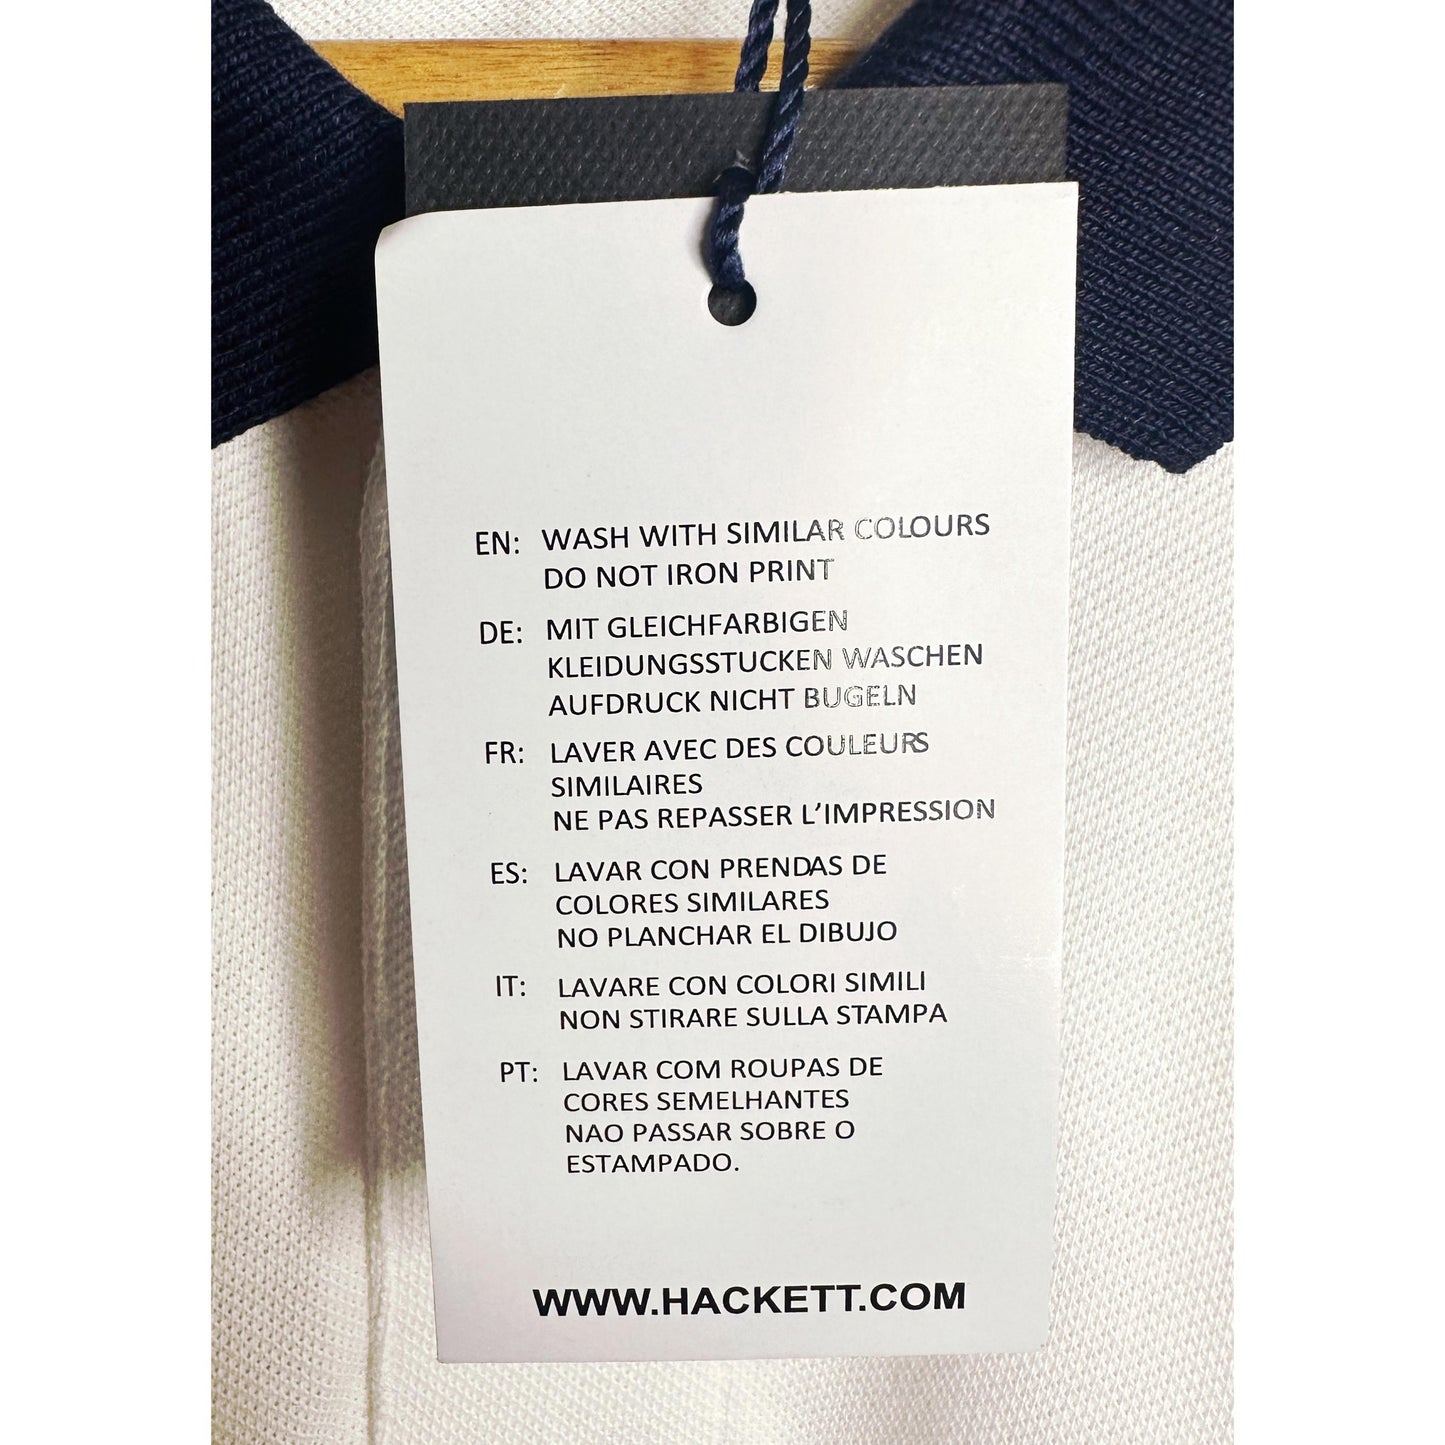 EN: WASH WITH SIMILAR COLOURS
DO NOT IRON PRINT
DE: MIT GLEICHFARBIGEN
KLEIDUNGSSTUCKEN WASCHEN
AUFDRUCK NICHT BUGELN
FR: LAVER AVEC DES COULEURS
SIMILAIRES
NE PAS REPASSER L’IMPRESSION
ES: LAVAR CON PRENDAS DE
COLORES SIMILARES
NO PLANCHAR EL DIBUJO
IT: LAVARE CON COLORI SIMILI
NON STIRARE SULLA STAMPA
PT: LAVAR COM ROUPAS DE
CORES SEMELHANTES
NAO PASSAR SOBRE O
ESTAMPADO.
WWW.HACKETT.COM